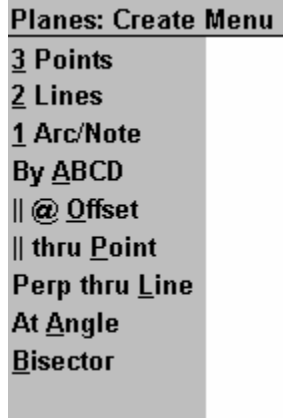 Planes: Create Menu
3 Points
2 Lines
1 Arc/Note
By ABCD
|| @ Offset
|| thru Point
Perp thru Line
At Angle
Bisector